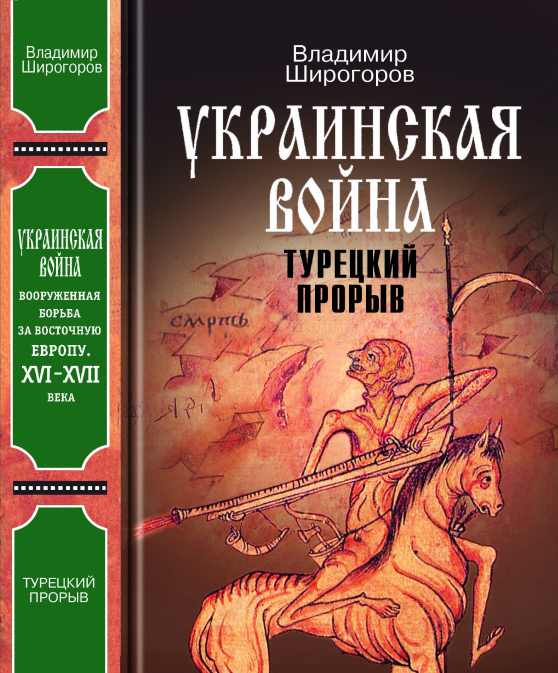 Владимир
Широгоров
УКРАИНСКАЯ
ВОЙНА
ВООРУЖЕННАЯ
БОРЬБА
ЗА ВОСТОЧНУЮ
ЕВРОПУ.
XVI–XVII
ВЕКА
ТУРЕЦКИЙ
ПРОРЫВ
Владимир
Широгоров
УКРАИНСКАЯ
ВОЙНА
ТУРЕЦКИЙ
ПРОРЫВ
смрть